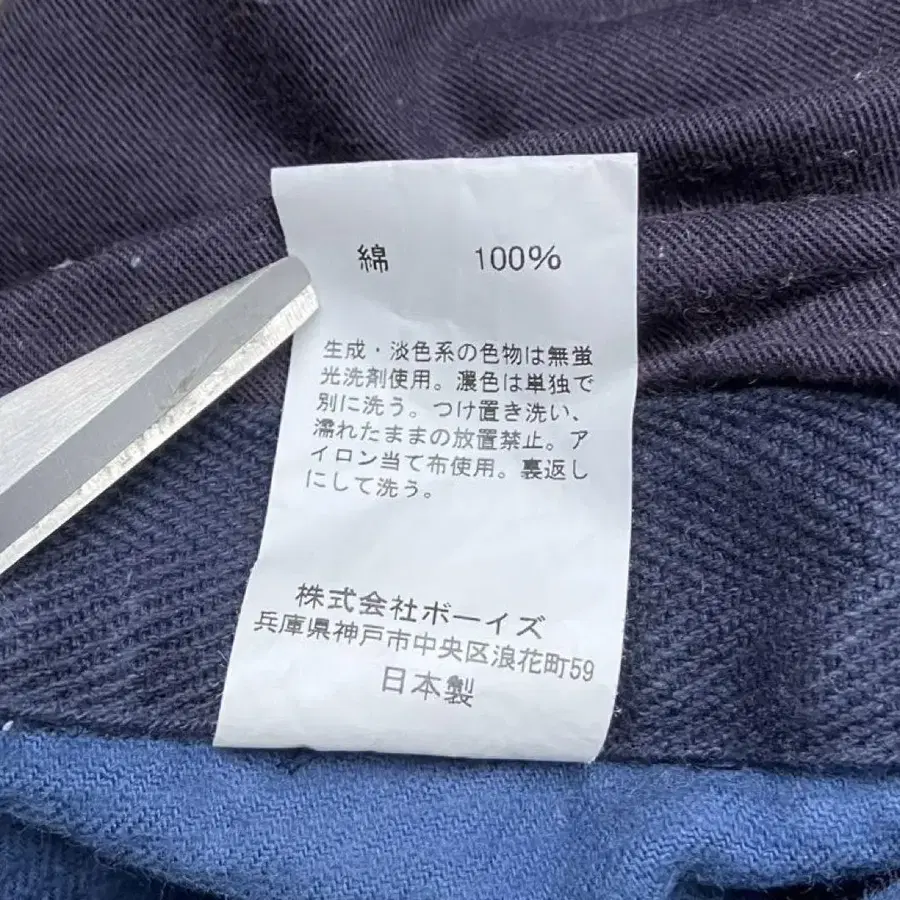 綿 100%
生成・淡色系の色物は無蛍
光洗剤使用。濃色は単独で
別に洗う。つけ置き洗い、
濡れたままの放置禁止。ア
イロン当て布使用。裏返し
にして洗う。
株式会社ボーイズ
兵庫県神戸市中央区浪花町59
日本製